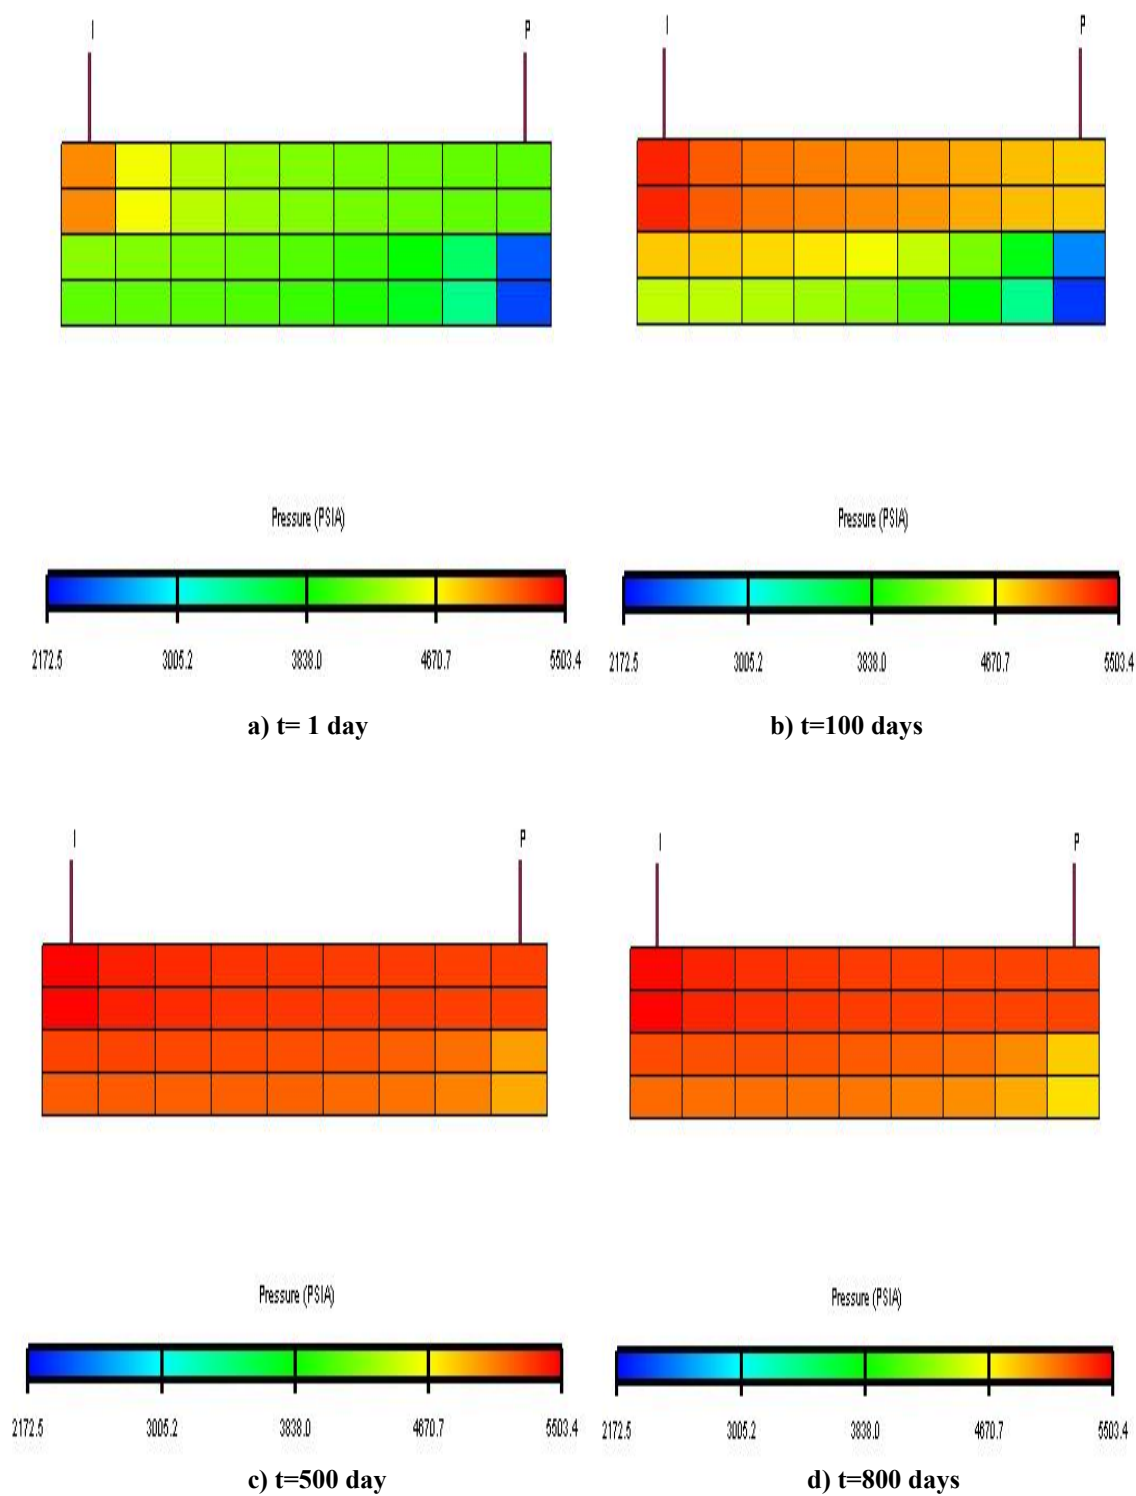 I P
I P
Pressure (PSIA)
Pressure (PSIA)
2172.5 3005.2 3838.0 4670.7 5503.4
2172.5 3005.2 3838.0 4670.7 5503.4
a) t= 1 day
b) t=100 days
I P
I P
Pressure (PSIA)
Pressure (PSIA)
2172.5 3005.2 3838.0 4670.7 5503.4
2172.5 3005.2 3838.0 4670.7 5503.4
c) t=500 day
d) t=800 days